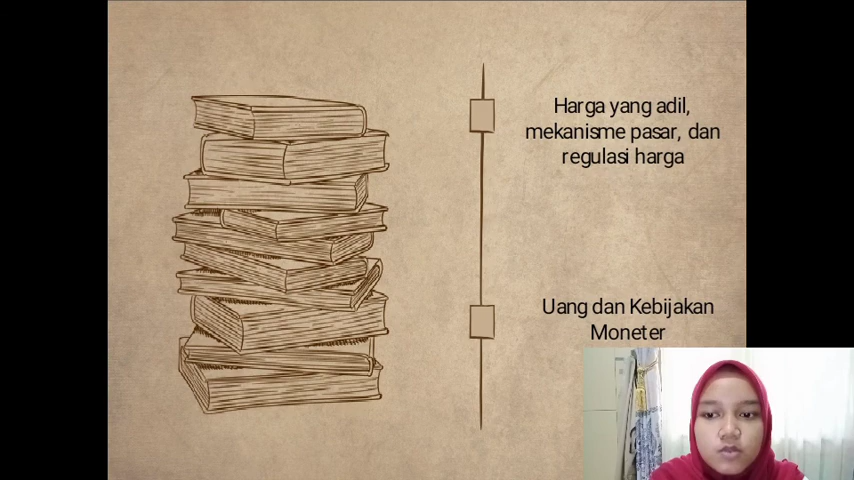 Harga yang adil,
mekanisme pasar, dan
regulasi harga
Uang dan Kebijakan
Moneter